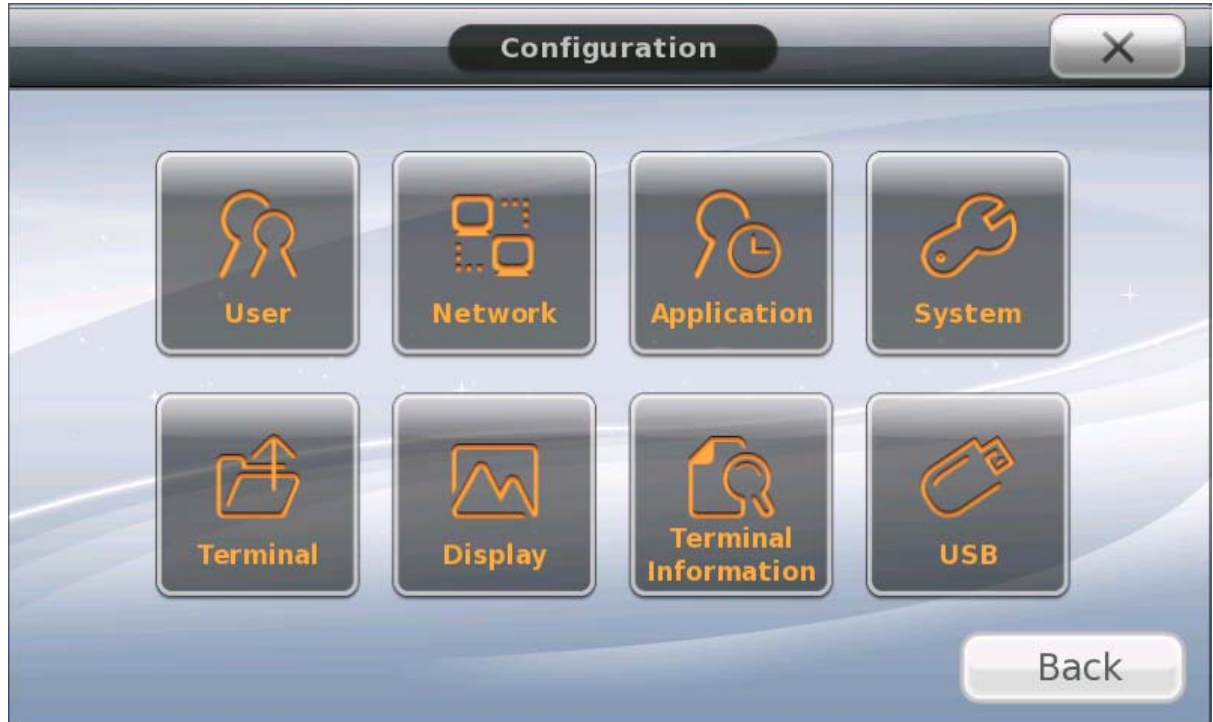 Configuration
User
Network
Application
System
Terminal
Display
Terminal
Information
USB
Back